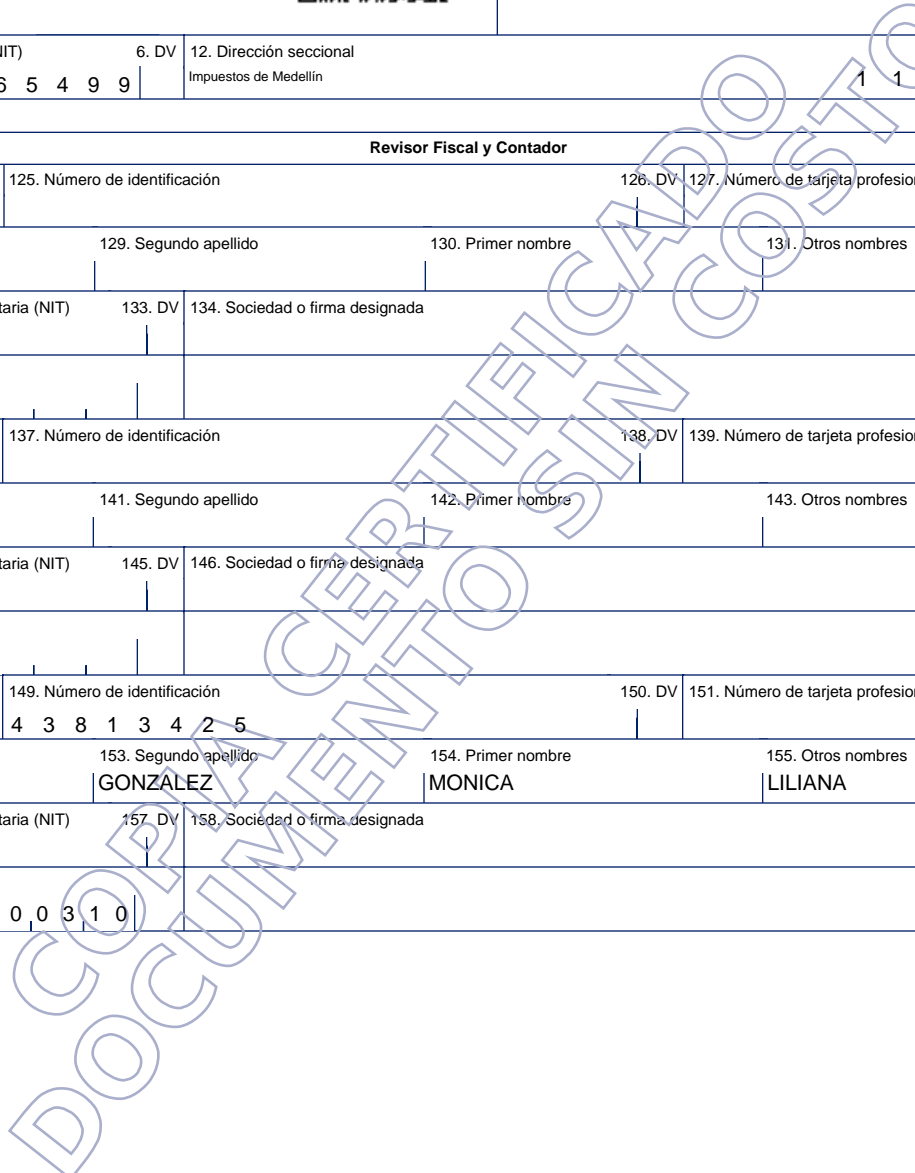 NIT) 6. DV 12. Dirección seccional
6 5 4 9 9 Impuestos de Medellín 1 1
Revisor Fiscal y Contador
125. Número de identificación 126. DV 127. Número de tarjeta profesion
129. Segundo apellido 130. Primer nombre 131. Otros nombres
taria (NIT) 133. DV 134. Sociedad o firma designada
137. Número de identificación 138. DV 139. Número de tarjeta profesion
141. Segundo apellido 142. Primer nombre 143. Otros nombres
taria (NIT) 145. DV 146. Sociedad o firma designada
149. Número de identificación 150. DV 151. Número de tarjeta profesion
4 3 8 1 3 4 2 5
153. Segundo apellido 154. Primer nombre 155. Otros nombres
GONZALEZ MONICA LILIANA
taria (NIT) 157. DV 158. Sociedad o firma designada
0 0 3 1 0
COPIA CERTIFICADO
DOCUMENTO SIN COSTO